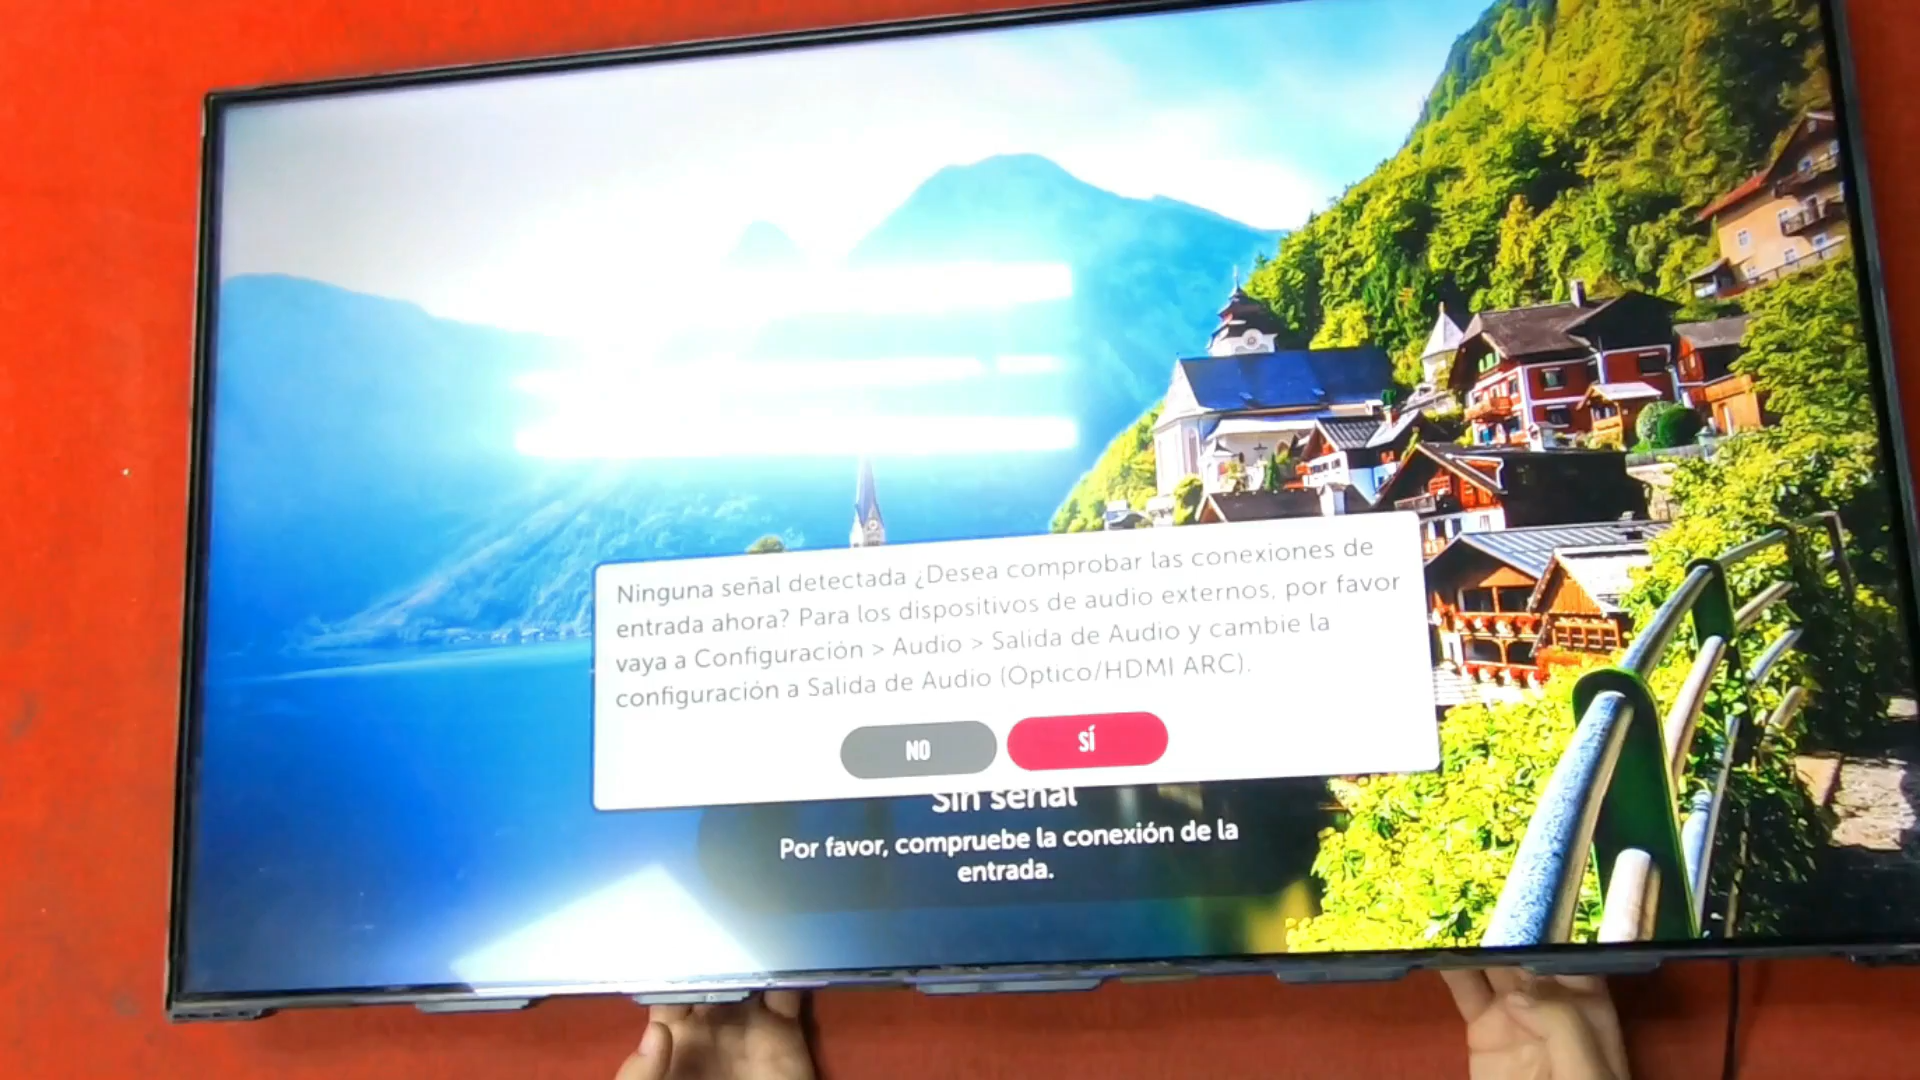 Ninguna señal detectada ¿Desea comprobar las conexiones de
entrada ahora? Para los dispositivos de audio externos, por favor
vaya a Configuración > Audio > Salida de Audio y cambie la
configuración a Salida de Audio (Óptico/HDMI ARC).
NO
SÍ
Sin señal
Por favor, compruebe la conexión de la
entrada.